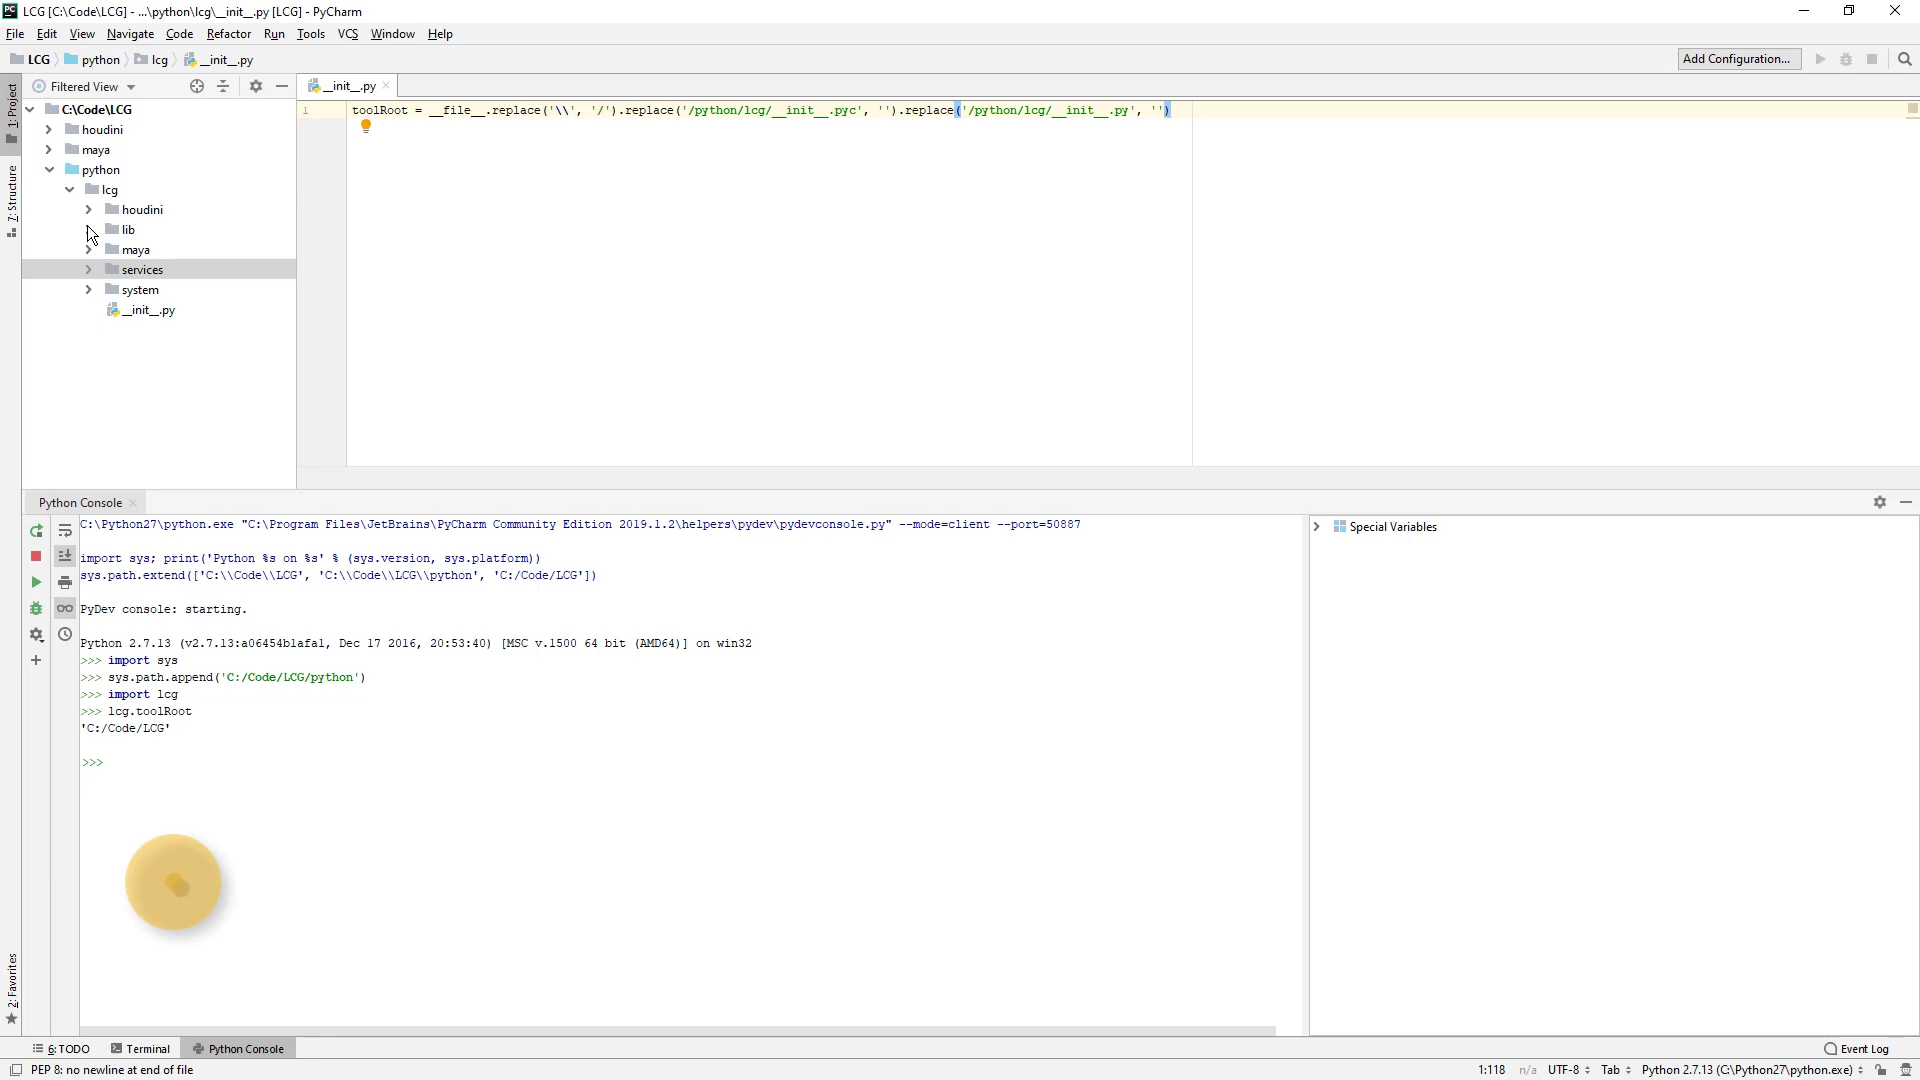 LCG [C:\Code\LCG] - ...\python\lcg\__init__.py [LCG] - PyCharm
File Edit View Navigate Code Refactor Run Tools VCS Window Help
LCG python lcg __init__.py Add Configuration...
Filtered View __init__.py
1: Project
7: Structure
2: Favorites
C:\Code\LCG
houdini
maya
python
lcg
houdini
lib
maya
services
system
__init__.py
1 toolRoot = __file__.replace('\\', '/').replace('/python/lcg/__init__.pyc', '').replace('/python/lcg/__init__.py', '')
Python Console
C:\Python27\python.exe "C:\Program Files\JetBrains\PyCharm Community Edition 2019.1.2\helpers\pydev\pydevconsole.py" --mode=client --port=50887
import sys; print('Python %s on %s' % (sys.version, sys.platform))
sys.path.extend(['C:\\Code\\LCG', 'C:\\Code\\LCG\\python', 'C:/Code/LCG'])
PyDev console: starting.
Python 2.7.13 (v2.7.13:a06454b1afa1, Dec 17 2016, 20:53:40) [MSC v.1500 64 bit (AMD64)] on win32
>>> import sys
>>> sys.path.append('C:/Code/LCG/python')
>>> import lcg
>>> lcg.toolRoot
'C:/Code/LCG'
>>>
Special Variables
6: TODO Terminal Python Console Event Log
PEP 8: no newline at end of file 1:118 n/a UTF-8 Tab Python 2.7.13 (C:\Python27\python.exe)